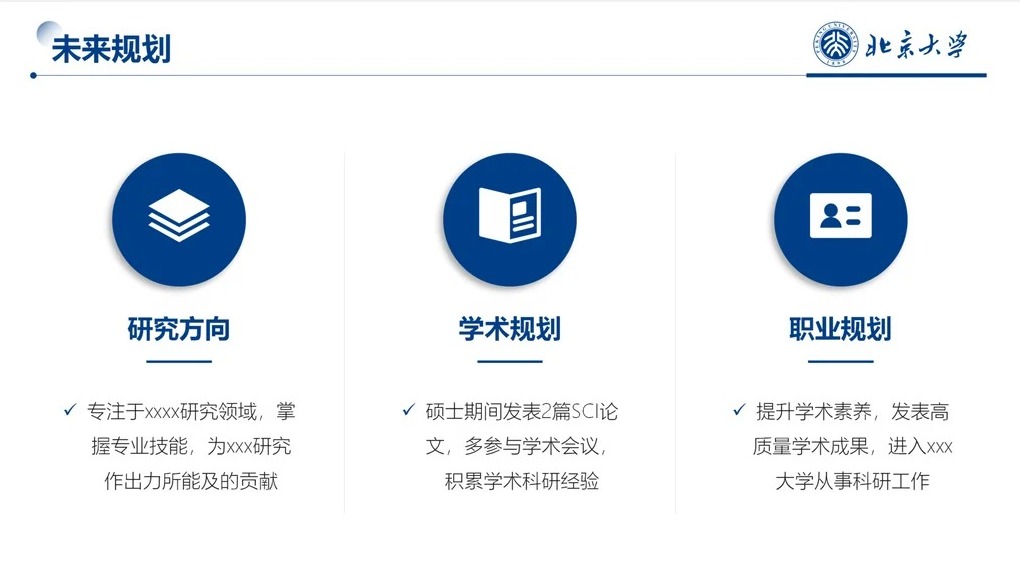 未来规划
北京大学
研究方向
专注于xxxx研究领域，掌
握专业技能，为xxx研究
作出力所能及的贡献
学术规划
硕士期间发表2篇SCI论
文，多参与学术会议，
积累学术科研经验
职业规划
提升学术素养，发表高
质量学术成果，进入xxx
大学从事科研工作